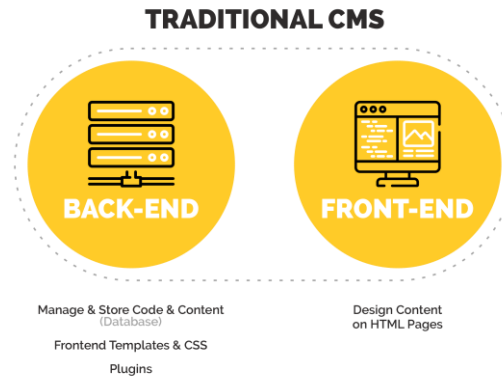 TRADITIONAL CMS
BACK-END
FRONT-END
Manage & Store Code & Content
(Database)
Frontend Templates & CSS
Plugins
Design Content
on HTML Pages